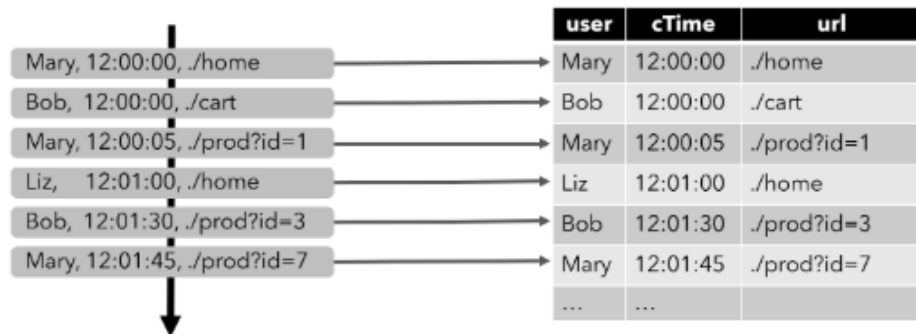 user cTime url
Mary, 12:00:00, ./home
Bob, 12:00:00, ./cart
Mary, 12:00:05, ./prod?id=1
Liz, 12:01:00, ./home
Bob, 12:01:30, ./prod?id=3
Mary, 12:01:45, ./prod?id=7
Mary 12:00:00 ./home
Bob 12:00:00 ./cart
Mary 12:00:05 ./prod?id=1
Liz 12:01:00 ./home
Bob 12:01:30 ./prod?id=3
Mary 12:01:45 ./prod?id=7
... ...